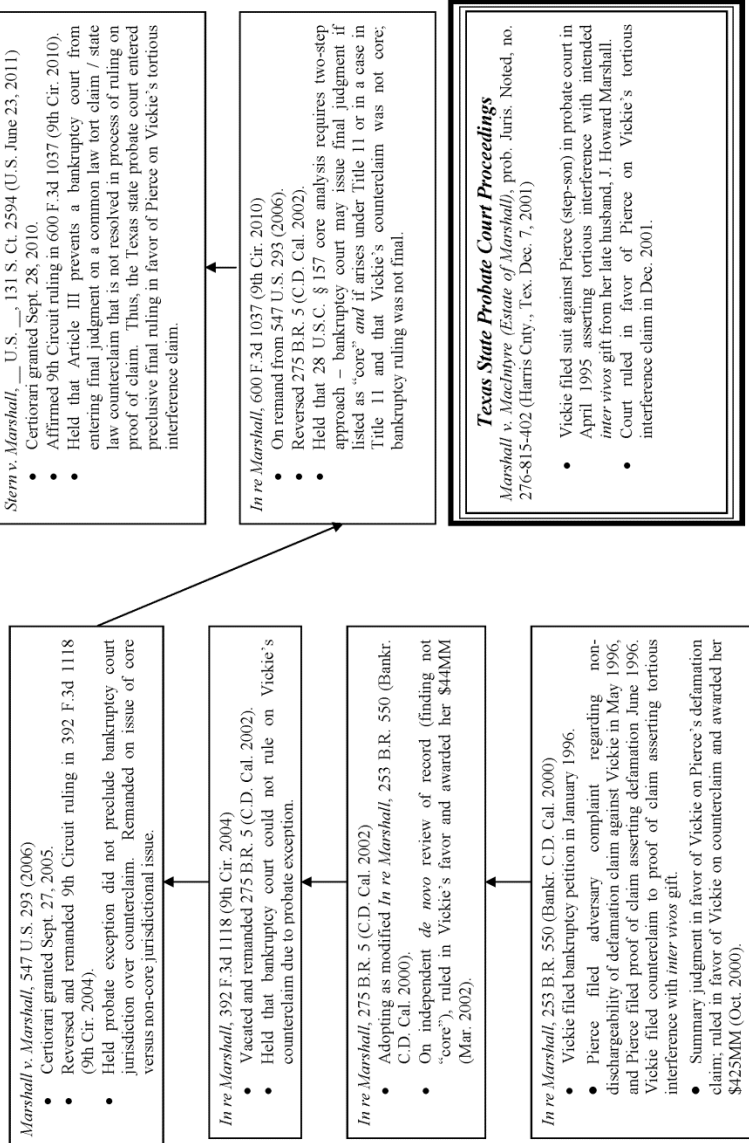 Marshall v. Marshall, 547 U.S. 293 (2006)
• Certiorari granted Sept. 27, 2005.
• Reversed and remanded 9th Circuit ruling in 392 F.3d 1118
(9th Cir. 2004).
• Held probate exception did not preclude bankruptcy court
jurisdiction over counterclaim. Remanded on issue of core
versus non-core jurisdictional issue.
In re Marshall, 392 F.3d 1118 (9th Cir. 2004)
• Vacated and remanded 275 B.R. 5 (C.D. Cal. 2002).
• Held that bankruptcy court could not rule on Vickie's
counterclaim due to probate exception.
In re Marshall, 275 B.R. 5 (C.D. Cal. 2002)
• Adopting as modified In re Marshall, 253 B.R. 550 (Bankr.
C.D. Cal. 2000).
• On independent de novo review of record (finding not
"core"), ruled in Vickie's favor and awarded her $44MM
(Mar. 2002).
In re Marshall, 253 B.R. 550 (Bankr. C.D. Cal. 2000)
• Vickie filed bankruptcy petition in January 1996.
• Pierce filed adversary complaint regarding non-
dischargeability of defamation claim against Vickie in May 1996,
and Pierce filed proof of claim asserting defamation June 1996.
Vickie filed counterclaim to proof of claim asserting tortious
interference with inter vivos gift.
• Summary judgment in favor of Vickie on Pierce's defamation
claim; ruled in favor of Vickie on counterclaim and awarded her
$425MM (Oct. 2000).
Stern v. Marshall, __ U.S. __, 131 S. Ct. 2594 (U.S. June 23, 2011)
• Certiorari granted Sept. 28, 2010.
• Affirmed 9th Circuit ruling in 600 F.3d 1037 (9th Cir. 2010).
• Held that Article III prevents a bankruptcy court from
entering final judgment on a common law tort claim / state
law counterclaim that is not resolved in process of ruling on
proof of claim. Thus, the Texas state probate court entered
preclusive final ruling in favor of Pierce on Vickie's tortious
interference claim.
In re Marshall, 600 F.3d 1037 (9th Cir. 2010)
• On remand from 547 U.S. 293 (2006).
• Reversed 275 B.R. 5 (C.D. Cal. 2002).
• Held that 28 U.S.C. § 157 core analysis requires two-step
approach – bankruptcy court may issue final judgment if
listed as "core" and if arises under Title 11 or in a case in
Title 11 and that Vickie's counterclaim was not core;
bankruptcy ruling was not final.
Texas State Probate Court Proceedings
Marshall v. MacIntyre (Estate of Marshall), prob. Juris. Noted, no.
276-815-402 (Harris Cnty., Tex. Dec. 7, 2001)
• Vickie filed suit against Pierce (step-son) in probate court in
April 1995 asserting tortious interference with intended
inter vivos gift from her late husband, J. Howard Marshall.
• Court ruled in favor of Pierce on Vickie's tortious
interference claim in Dec. 2001.